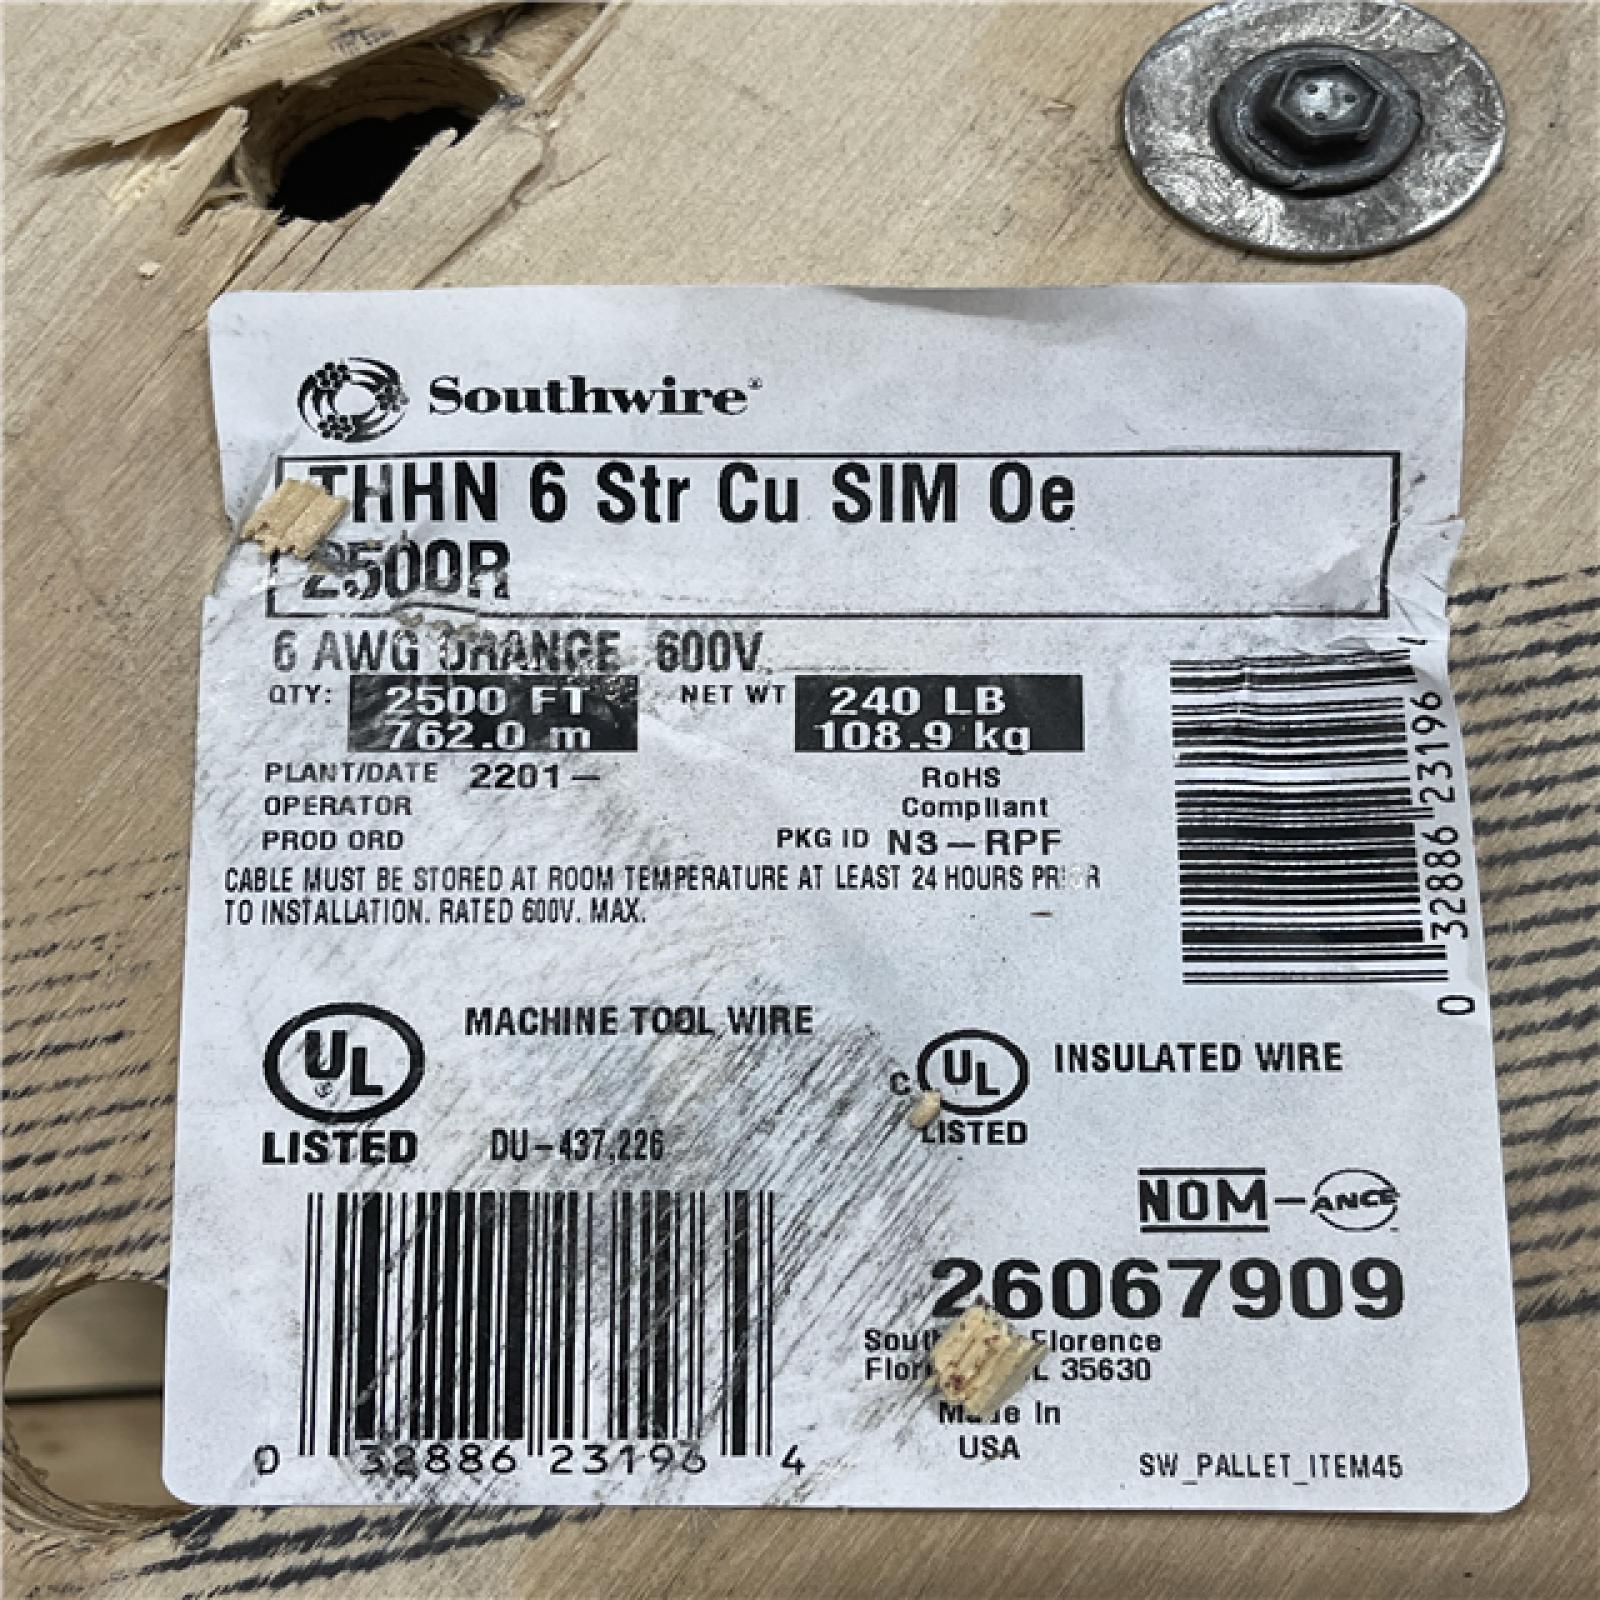 Southwire®
THHN 6 Str Cu SIM Oe
2500R
6 AWG ORANGE 600V
QTY: 2500 FT NET WT 240 LB
762.0 m 108.9 kg
PLANT/DATE 2201- RoHS
OPERATOR Compliant
PROD ORD PKG ID N3-RPF
CABLE MUST BE STORED AT ROOM TEMPERATURE AT LEAST 24 HOURS PRIOR
TO INSTALLATION. RATED 600V. MAX.
0 32886 23196 4
UL MACHINE TOOL WIRE
LISTED DU-437,226
C UL INSULATED WIRE
LISTED
NOM-ANCE
26067909
Florence
35630
Made In
USA
0 32886 23196 4
SW_PALLET_ITEM45